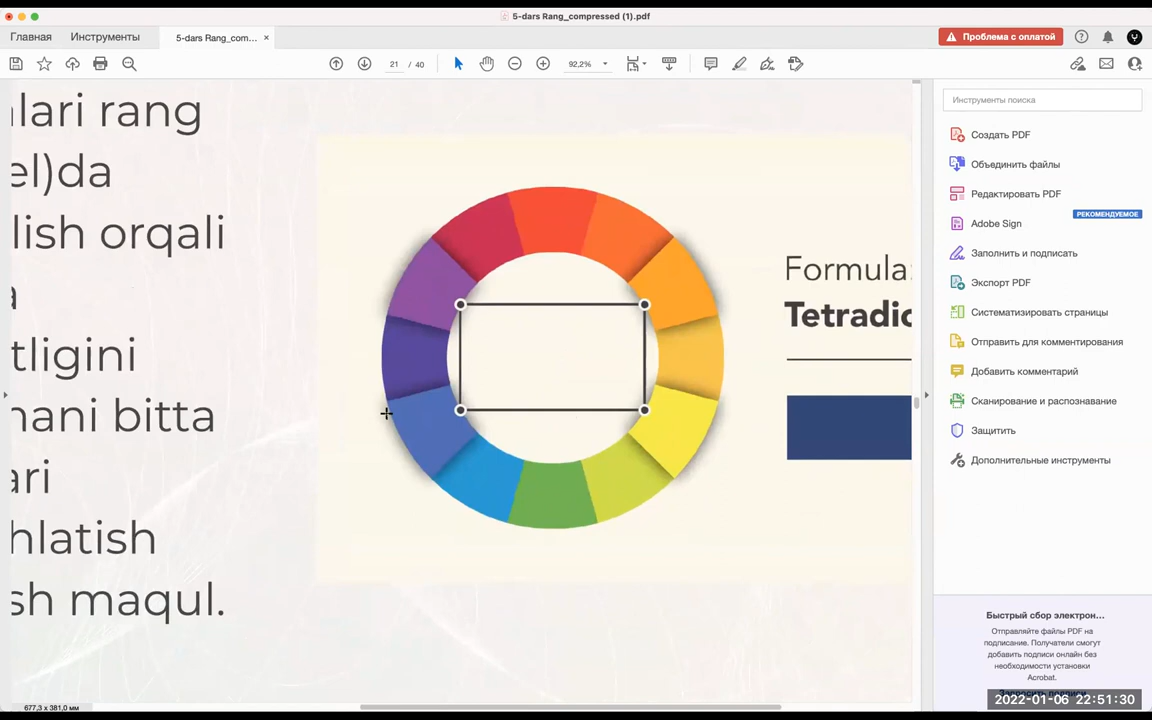 5-dars Rang_compressed (1).pdf
Главная
Инструменты
5-dars Rang_com...
×
Проблема с оплатой
21 / 40
92,2%
Инструменты поиска
Создать PDF
Объединить файлы
Редактировать PDF
РЕКОМЕНДУЕМОЕ
Adobe Sign
Заполнить и подписать
Экспорт PDF
Систематизировать страницы
Отправить для комментирования
Добавить комментарий
Сканирование и распознавание
Защитить
Дополнительные инструменты
Быстрый сбор электрон...
Отправляйте файлы PDF на
подписание. Получатели смогут
добавить подписи онлайн без
необходимости установки
Acrobat.
lari rang
el)da
lish orqali
a
tligini
nani bitta
ari
hlatish
sh maqul.
Formula:
Tetradic
677,3 x 381,0 мм
2022-01-06 22:51:30